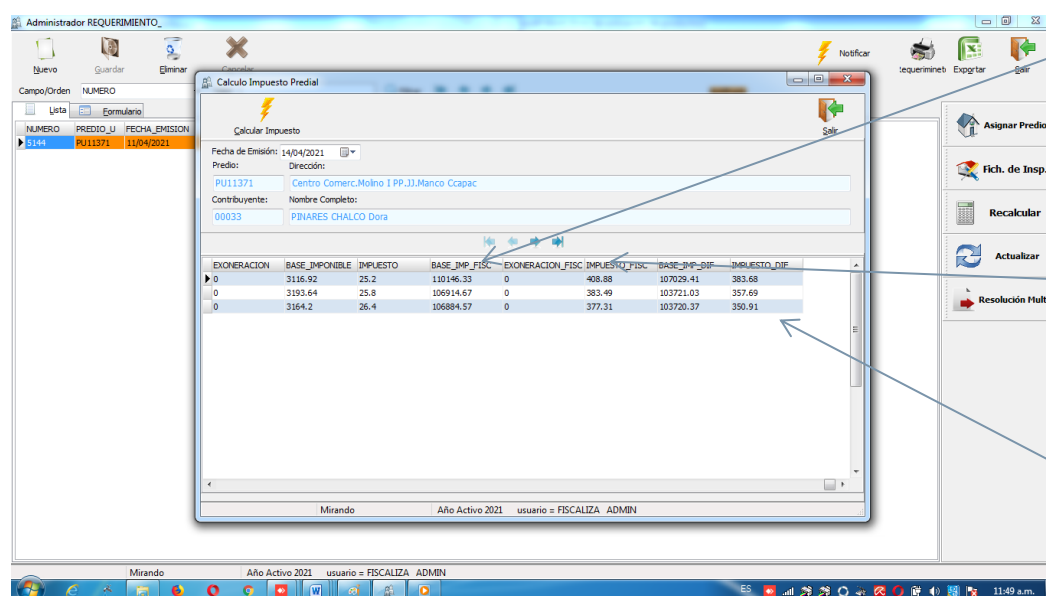 Administrador REQUERIMIENTO_
Nuevo Guardar Eliminar Cancelar Notificar :equerimineb Exportar Salir
Campo/Orden NUMERO
Lista Formulario
NUMERO PREDIO_U FECHA_EMISION
5144 PU11371 11/04/2021
Calculo Impuesto Predial
Calcular Impuesto Salir
Fecha de Emisión: 14/04/2021
Predio: Dirección:
PU11371 Centro Comerc.Molino I PP.JJ.Manco Ccapac
Contribuyente: Nombre Completo:
00033 PINARES CHALCO Dora
EXONERACION BASE_IMPONIBLE IMPUESTO BASE_IMP_FISC EXONERACION_FISC IMPUESTO_FISC BASE_IMP_DIF IMPUESTO_DIF
0 3116.92 25.2 110146.33 0 408.88 107029.41 383.68
0 3193.64 25.8 106914.67 0 383.49 103721.03 357.69
0 3164.2 26.4 106884.57 0 377.31 103720.37 350.91
Mirando Año Activo 2021 usuario = FISCALIZA ADMIN
Asignar Predio
Fich. de Insp.
Recalcular
Actualizar
Resolución Mult
Mirando Año Activo 2021 usuario = FISCALIZA ADMIN
ES 11:49 a.m.